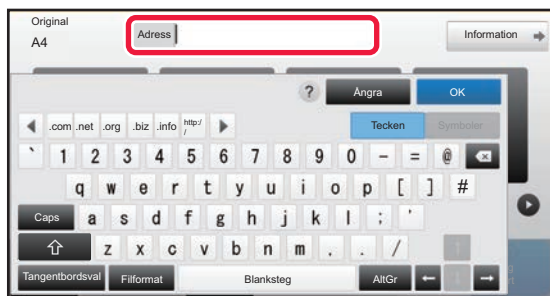 Original
A4
Adress
Information
? Ångra OK
.com .net .org .biz .info http:/
/
Tecken Symboler
` 1 2 3 4 5 6 7 8 9 0 - = @
q w e r t y u i o p [ ] #
Caps a s d f g h j k l ; '
z x c v b n m , . /
Tangentbordsval Filformat Blanksteg AltGr